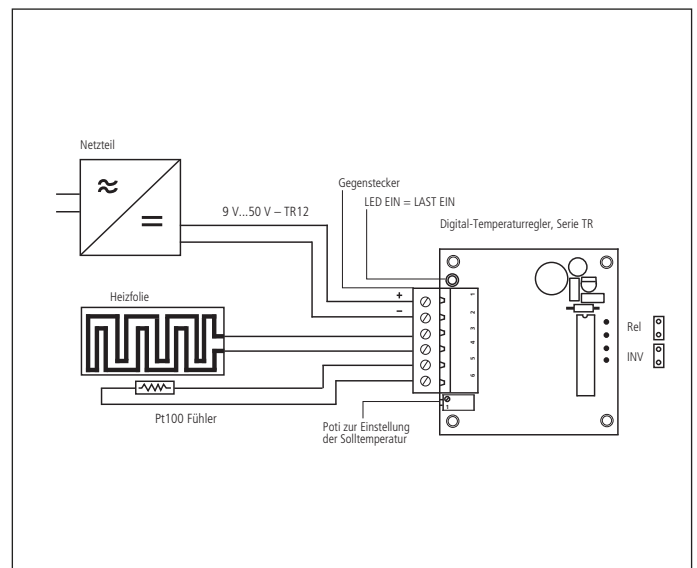 Netzteil
Gegenstecker
9 V...50 V – TR12
LED EIN = LAST EIN
Digital-Temperaturregler, Serie TR
Heizfolie
+
–
1
2
3
4
5
6
Rel
INV
1
Pt100 Fühler
Poti zur Einstellung
der Solltemperatur